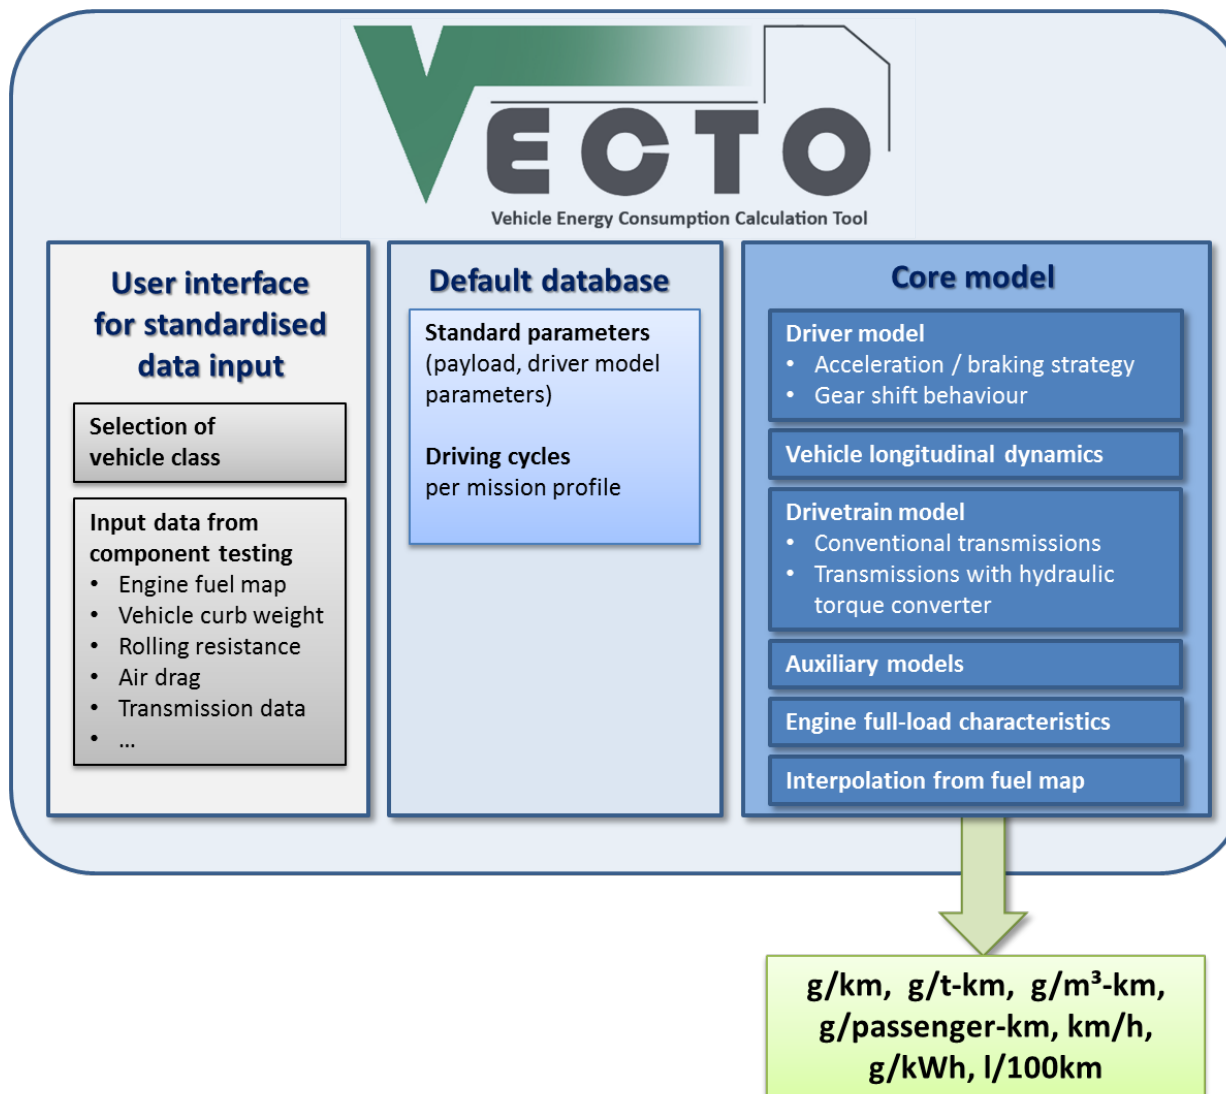 VECTO
Vehicle Energy Consumption Calculation Tool
User interface
for standardised
data input
Selection of
vehicle class
Input data from
component testing
• Engine fuel map
• Vehicle curb weight
• Rolling resistance
• Air drag
• Transmission data
• ...
Default database
Standard parameters
(payload, driver model
parameters)
Driving cycles
per mission profile
Core model
Driver model
• Acceleration / braking strategy
• Gear shift behaviour
Vehicle longitudinal dynamics
Drivetrain model
• Conventional transmissions
• Transmissions with hydraulic
torque converter
Auxiliary models
Engine full-load characteristics
Interpolation from fuel map
g/km, g/t-km, g/m³-km,
g/passenger-km, km/h,
g/kWh, l/100km